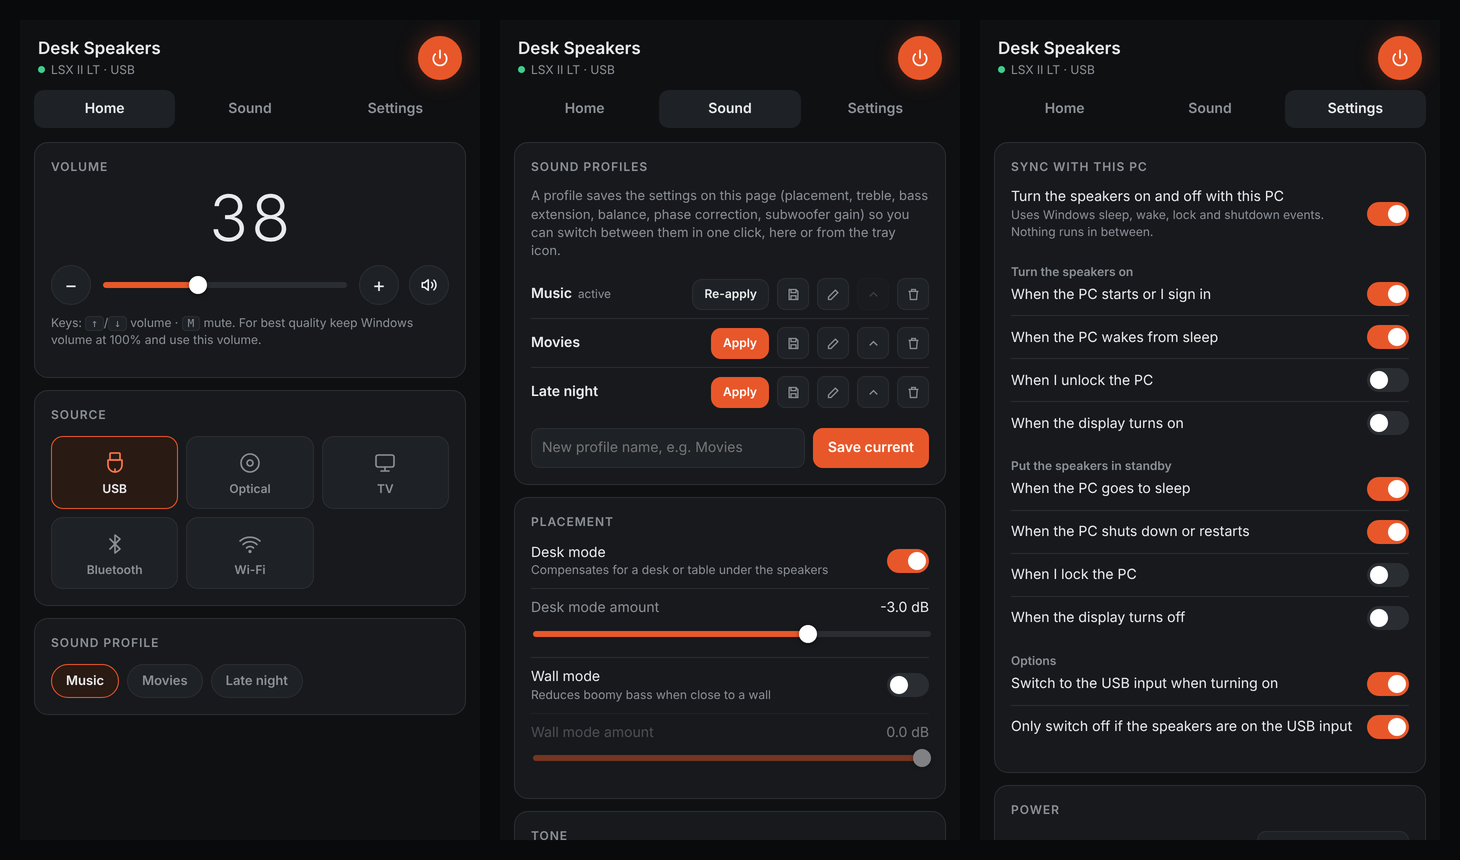 Desk Speakers
LSX II LT · USB
Home
Sound
Settings
VOLUME
38
Keys: ↑/↓ volume · M mute. For best quality keep Windows
volume at 100% and use this volume.
SOURCE
USB
Optical
TV
Bluetooth
Wi-Fi
SOUND PROFILE
Music
Movies
Late night
Desk Speakers
LSX II LT · USB
Home
Sound
Settings
SOUND PROFILES
A profile saves the settings on this page (placement, treble, bass
extension, balance, phase correction, subwoofer gain) so you
can switch between them in one click, here or from the tray
icon.
Music active
Re-apply
Movies
Apply
Late night
Apply
New profile name, e.g. Movies
Save current
PLACEMENT
Desk mode
Compensates for a desk or table under the speakers
Desk mode amount
-3.0 dB
Wall mode
Reduces boomy bass when close to a wall
Wall mode amount
0.0 dB
TONE
Desk Speakers
LSX II LT · USB
Home
Sound
Settings
SYNC WITH THIS PC
Turn the speakers on and off with this PC
Uses Windows sleep, wake, lock and shutdown events.
Nothing runs in between.
Turn the speakers on
When the PC starts or I sign in
When the PC wakes from sleep
When I unlock the PC
When the display turns on
Put the speakers in standby
When the PC goes to sleep
When the PC shuts down or restarts
When I lock the PC
When the display turns off
Options
Switch to the USB input when turning on
Only switch off if the speakers are on the USB input
POWER